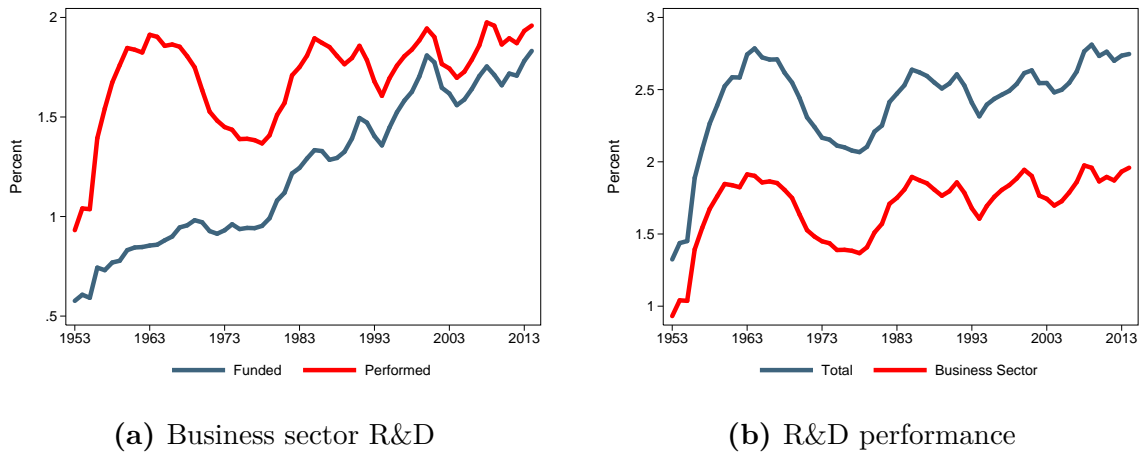 2
1.5
1
.5
Percent
1953 1963 1973 1983 1993 2003 2013
Funded Performed
(a) Business sector R&D
3
2.5
2
1.5
1
Percent
1953 1963 1973 1983 1993 2003 2013
Total Business Sector
(b) R&D performance